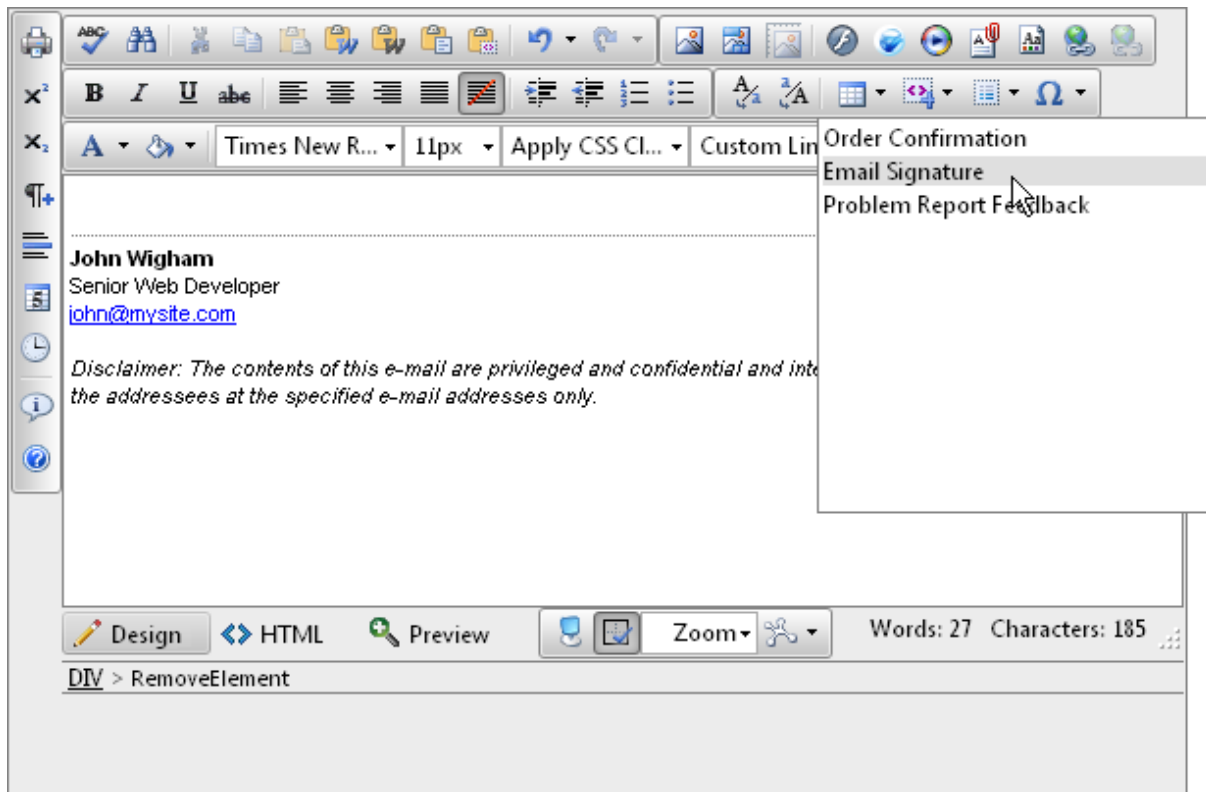 ABC
B I U abc
A Times New R... 11px Apply CSS Cl... Custom Lin
Order Confirmation
Email Signature
Problem Report Feedback
John Wigham
Senior Web Developer
john@mysite.com
Disclaimer: The contents of this e-mail are privileged and confidential and inte
the addressees at the specified e-mail addresses only.
Design HTML Preview Zoom Words: 27 Characters: 185
DIV > RemoveElement